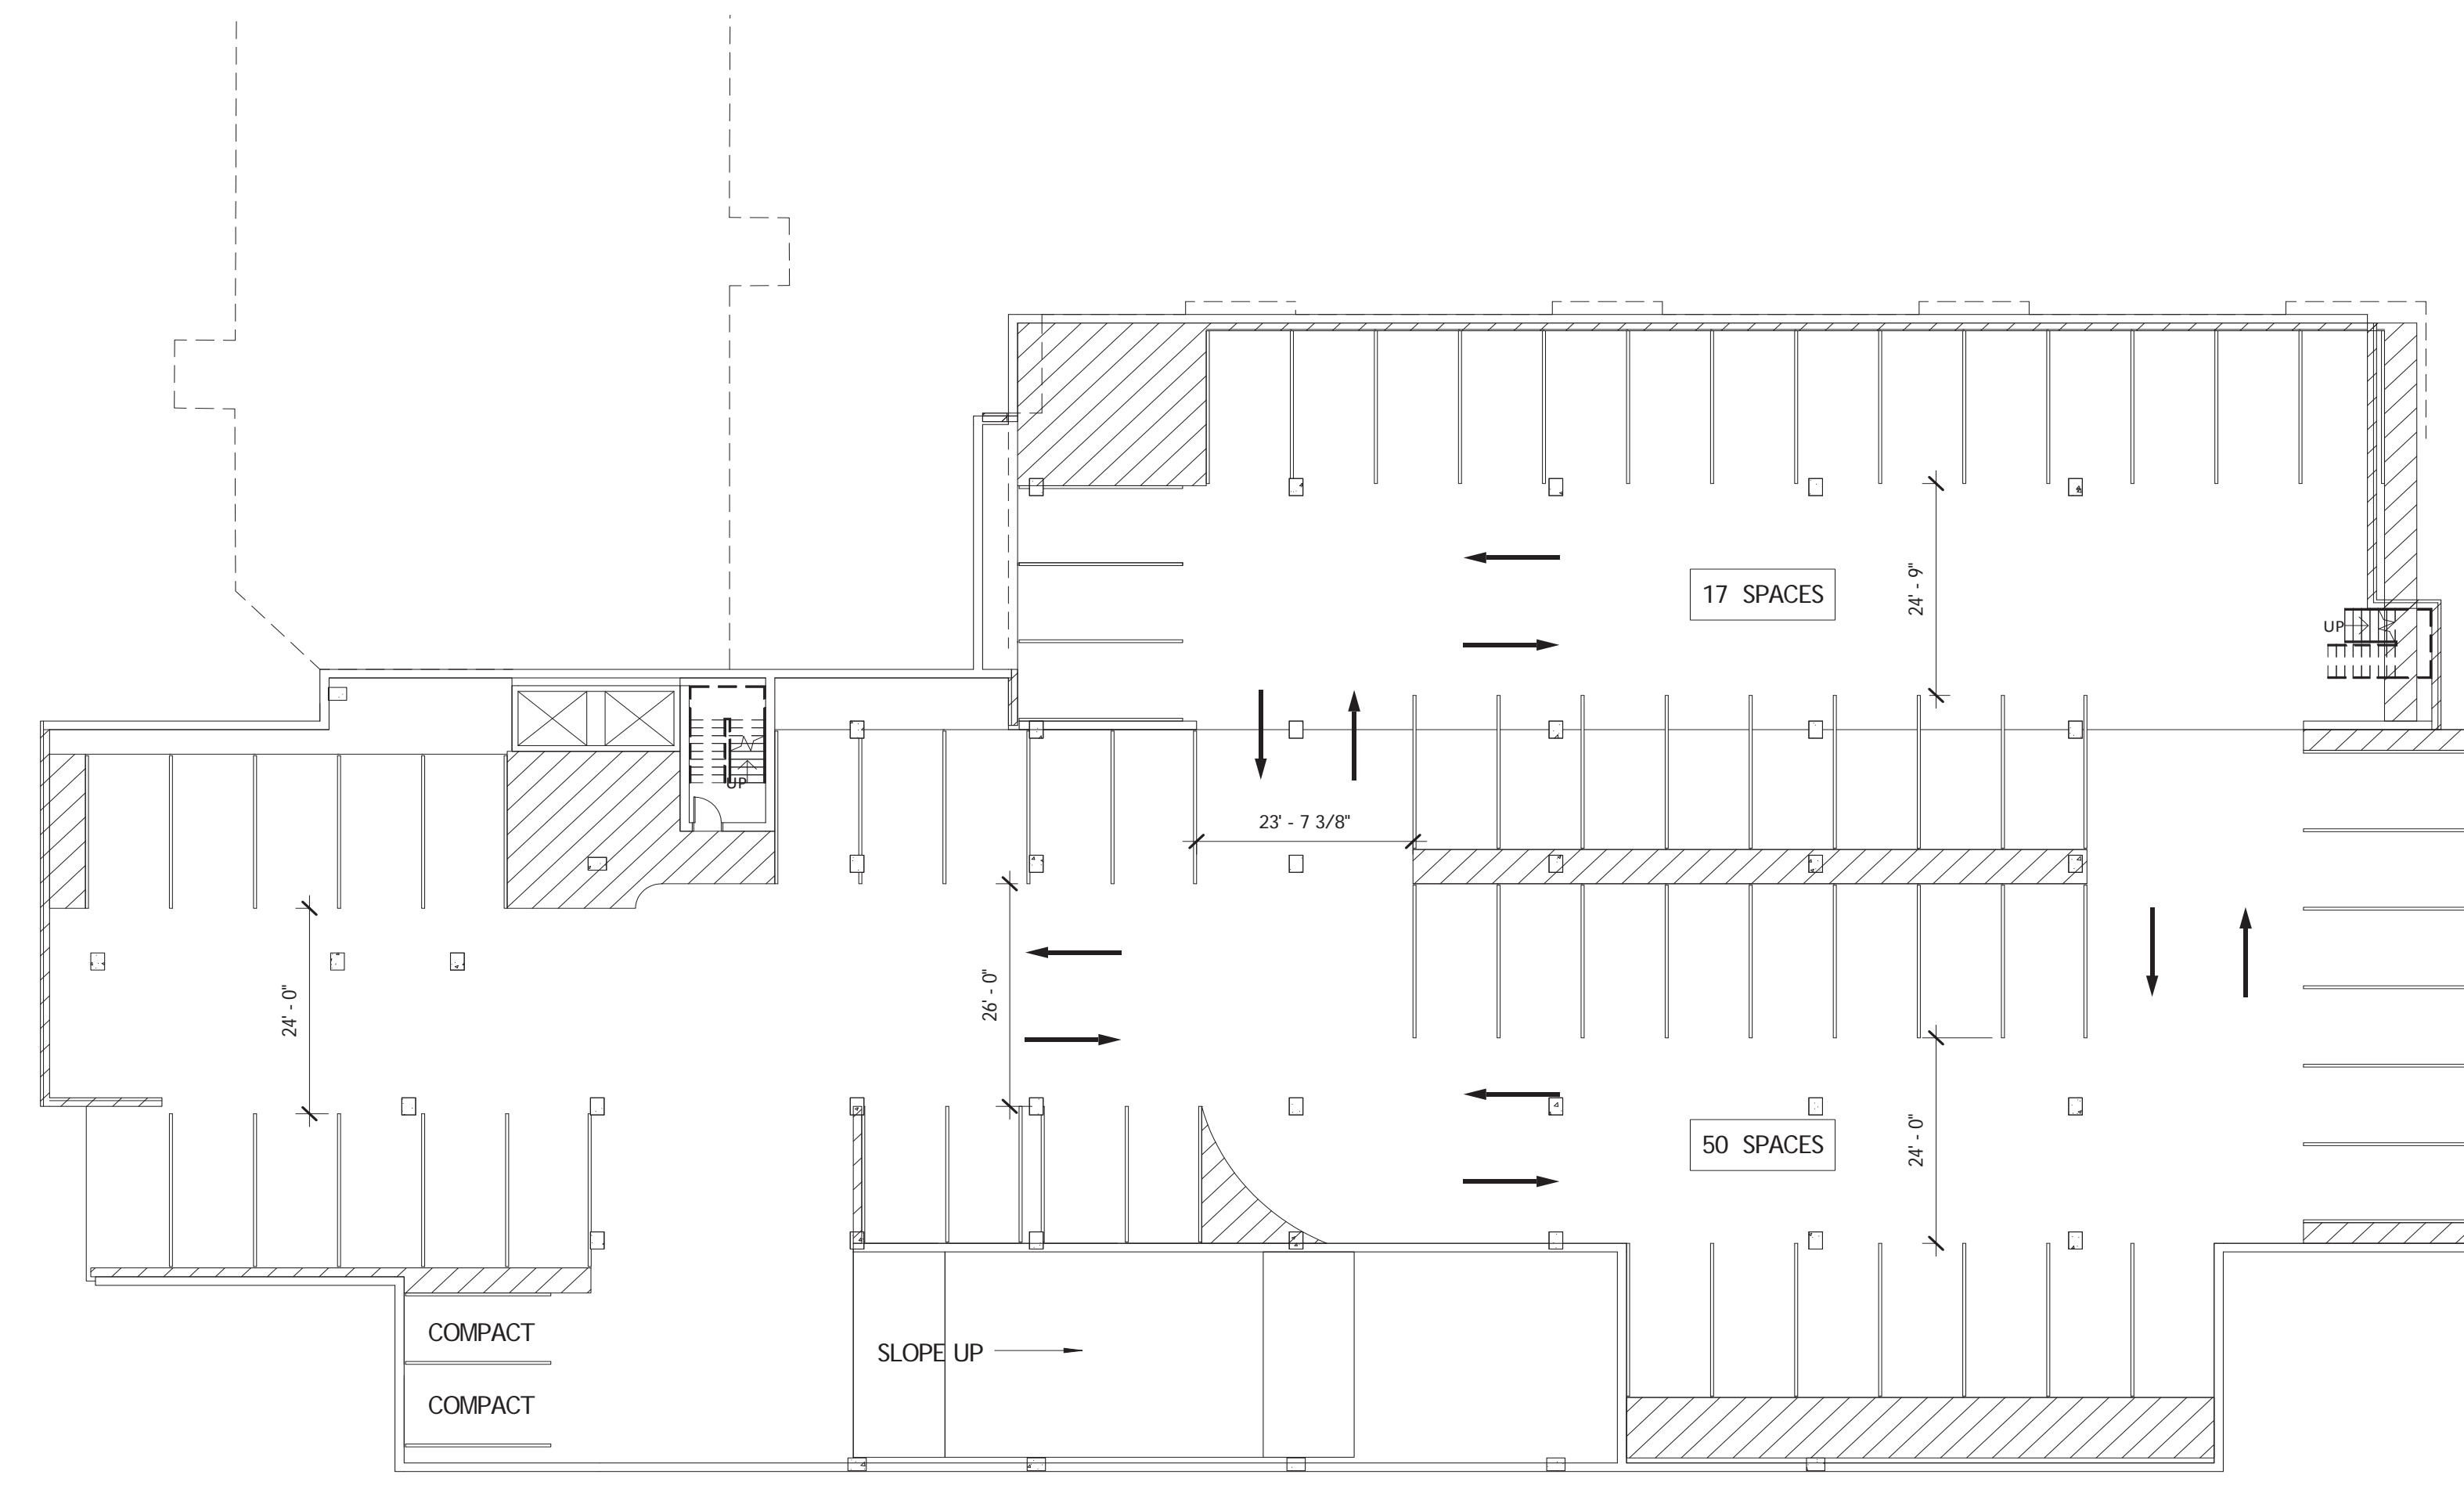 17 SPACES
24' - 9"
UP
UP
23' - 7 3/8"
24' - 0"
26' - 0"
50 SPACES
24' - 0"
COMPACT
SLOPE UP
COMPACT